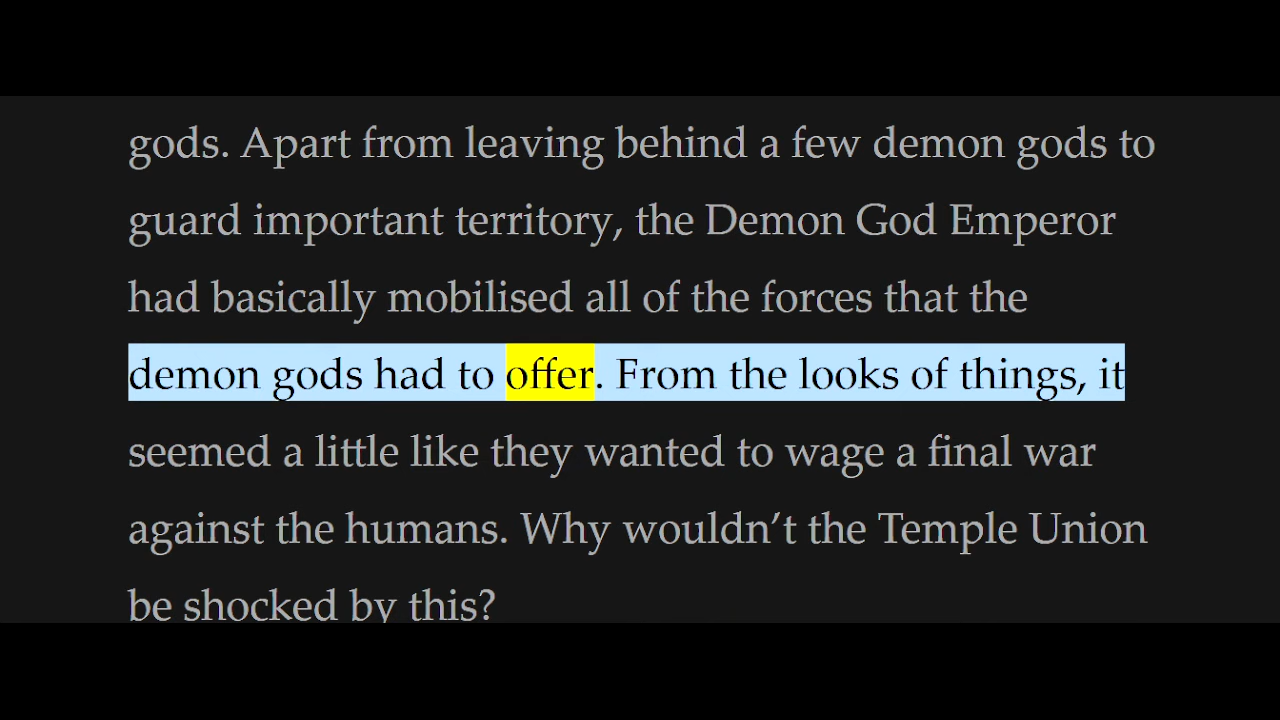 gods. Apart from leaving behind a few demon gods to
guard important territory, the Demon God Emperor
had basically mobilised all of the forces that the
demon gods had to offer. From the looks of things, it
seemed a little like they wanted to wage a final war
against the humans. Why wouldn’t the Temple Union
be shocked by this?